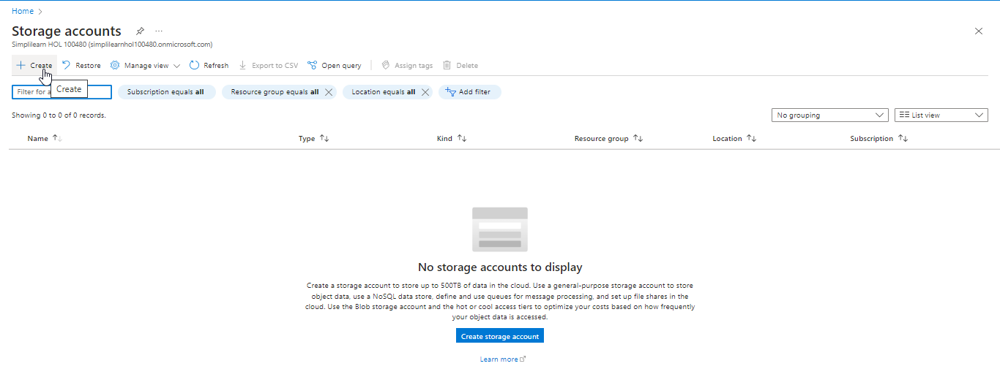 Home >
Storage accounts ...
Simplilearn HOL 100480 (simplilearnhol100480.onmicrosoft.com)
Create Restore Manage view Refresh Export to CSV Open query Assign tags Delete
Filter for a Create Subscription equals all Resource group equals all Location equals all Add filter
Showing 0 to 0 of 0 records. No grouping List view
Name Type Kind Resource group Location Subscription
No storage accounts to display
Create a storage account to store up to 500TB of data in the cloud. Use a general-purpose storage account to store
object data, use a NoSQL data store, define and use queues for message processing, and set up file shares in the
cloud. Use the Blob storage account and the hot or cool access tiers to optimize your costs based on how frequently
your object data is accessed.
Create storage account
Learn more